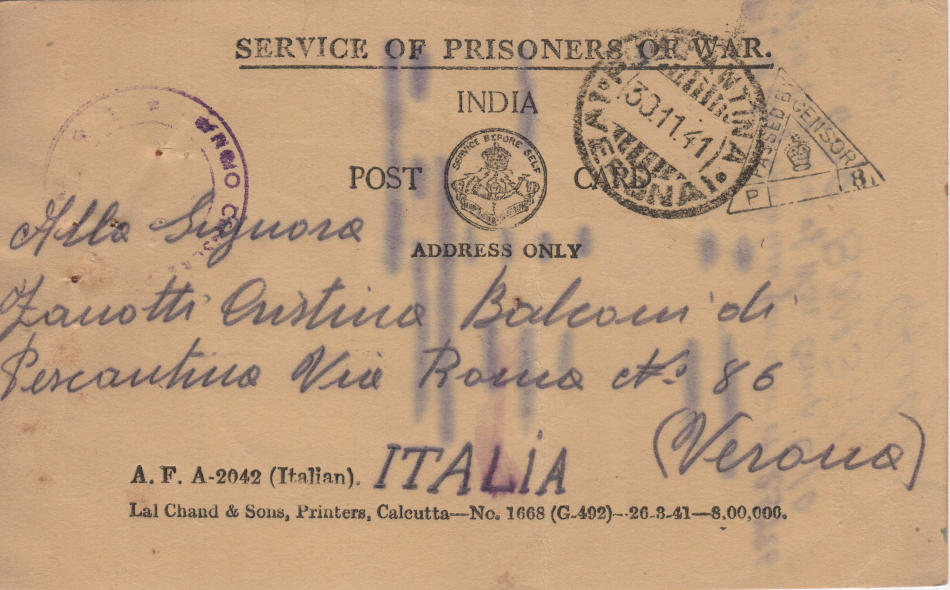 SERVICE OF PRISONERS OF WAR.
INDIA
POST CARD
SERVICE BEFORE SELF
ADDRESS ONLY
30.11.41
PASSED BY CENSOR
P 8
Alla Signora
Zanotti Cristina Balconi di
Pescantina Via Roma N.o 86
(Verona)
ITALIA
A. F. A-2042 (Italian).
Lal Chand & Sons, Printers, Calcutta—No. 1668 (G-492)—26-3-41—8,00,000.